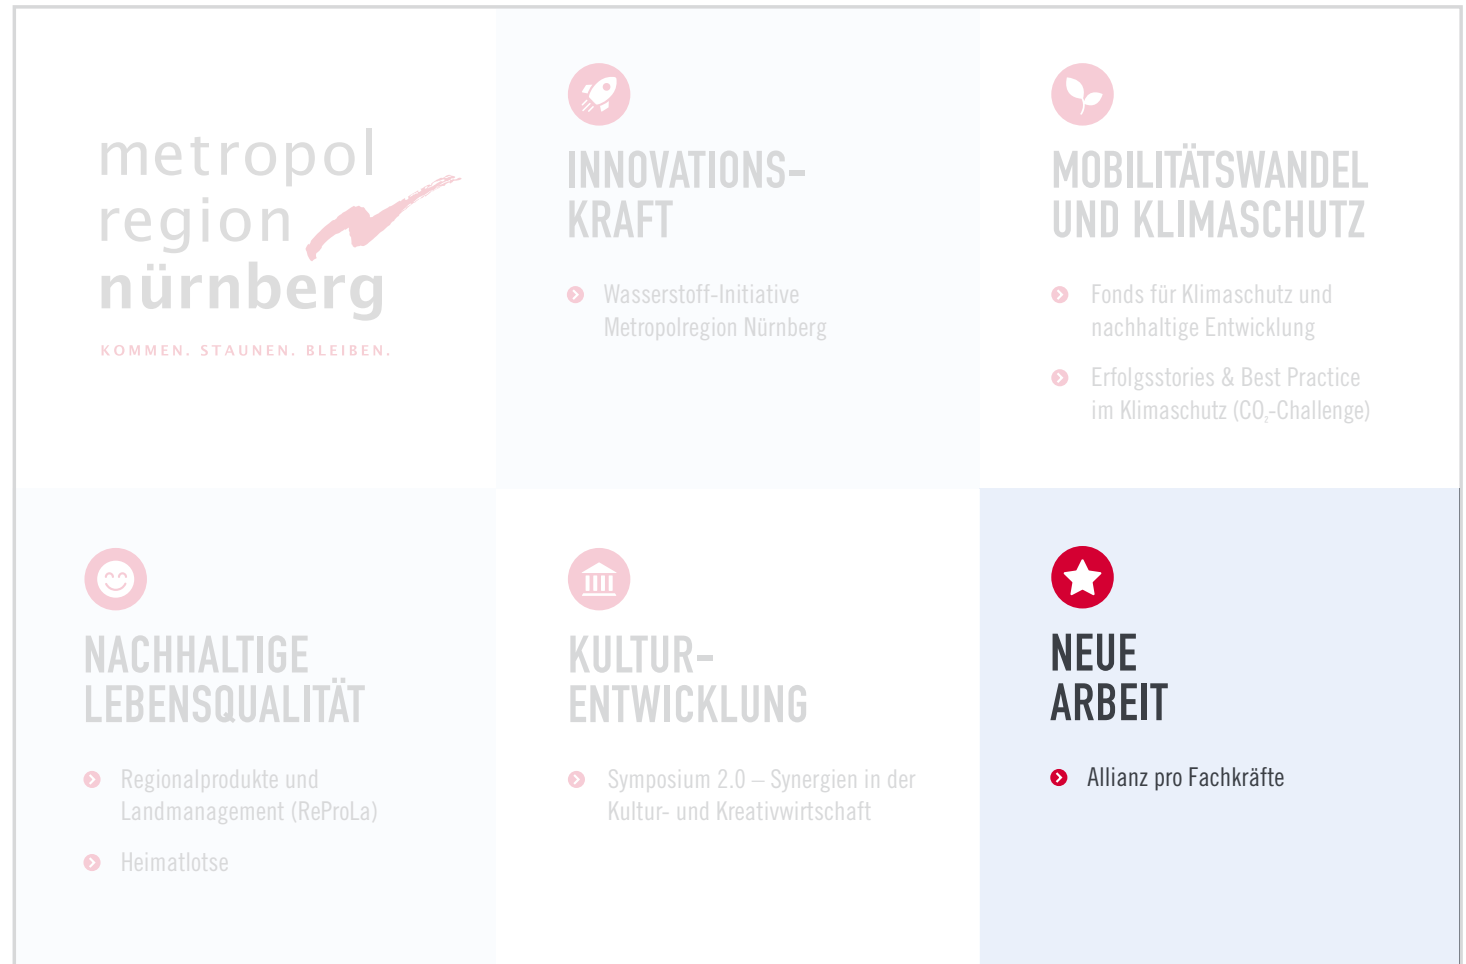 metropol
region
nürnberg
KOMMEN. STAUNEN. BLEIBEN.
INNOVATIONS-
KRAFT
Wasserstoff-Initiative
Metropolregion Nürnberg
MOBILITÄTSWANDEL
UND KLIMASCHUTZ
Fonds für Klimaschutz und
nachhaltige Entwicklung
Erfolgsstories & Best Practice
im Klimaschutz (CO₂-Challenge)
NACHHALTIGE
LEBENSQUALITÄT
Regionalprodukte und
Landmanagement (ReProLa)
Heimatlotse
KULTUR-
ENTWICKLUNG
Symposium 2.0 – Synergien in der
Kultur- und Kreativwirtschaft
NEUE
ARBEIT
Allianz pro Fachkräfte